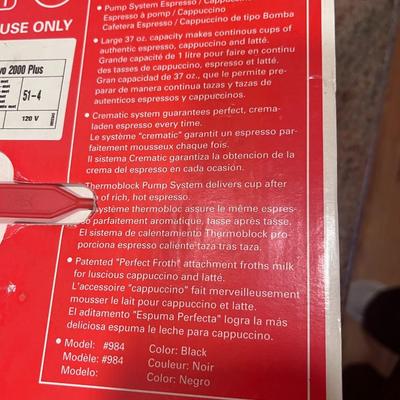 Pump System Espresso / Cappuccino
Espresso à pompe / Cappuccino
Cafetera Espresso / Cappuccino tipo Bomba
USE ONLY
vo 2000 Plus
51-4
120 V
• Large 37 oz. capacity makes continous cups of
authentic espresso, cappuccino and latté.
Grande capacité de 1 litre pour faire en continu
des tasses de cappuccino, espresso et latté.
Gran capacidad de 37 oz., que permite pre-
parar de manera continua tazas y tazas de
autenticos espressos y cappuccinos.
• Crematic system guarantees perfect, crema-
laden espresso every time.
Le système "crematic" garantit un espresso par-
faitement mousseux chaque fois.
Il sistema Crematic garantiza la obtencion de la
crema del espresso en cada ocasión.
Thermoblock Pump System delivers cup after
of rich, hot espresso.
système thermobloc assure le même espres-
so parfaitement aromatique, tasse après tasse.
El sistema de calentamiento Thermoblock pro-
porciona espresso caliente taza tras taza.
• Patented "Perfect Froth" attachment froths milk
for luscious cappuccino and latté.
L'accessoire "cappuccino" fait merveilleusement
mousser le lait pour cappuccino et latte.
El aditamento "Espuma Perfecta" logra la más
deliciosa espuma le leche para cappuccino.
• Model: #984 Color: Black
Modèle: #984 Couleur: Noir
Modelo: Color: Negro